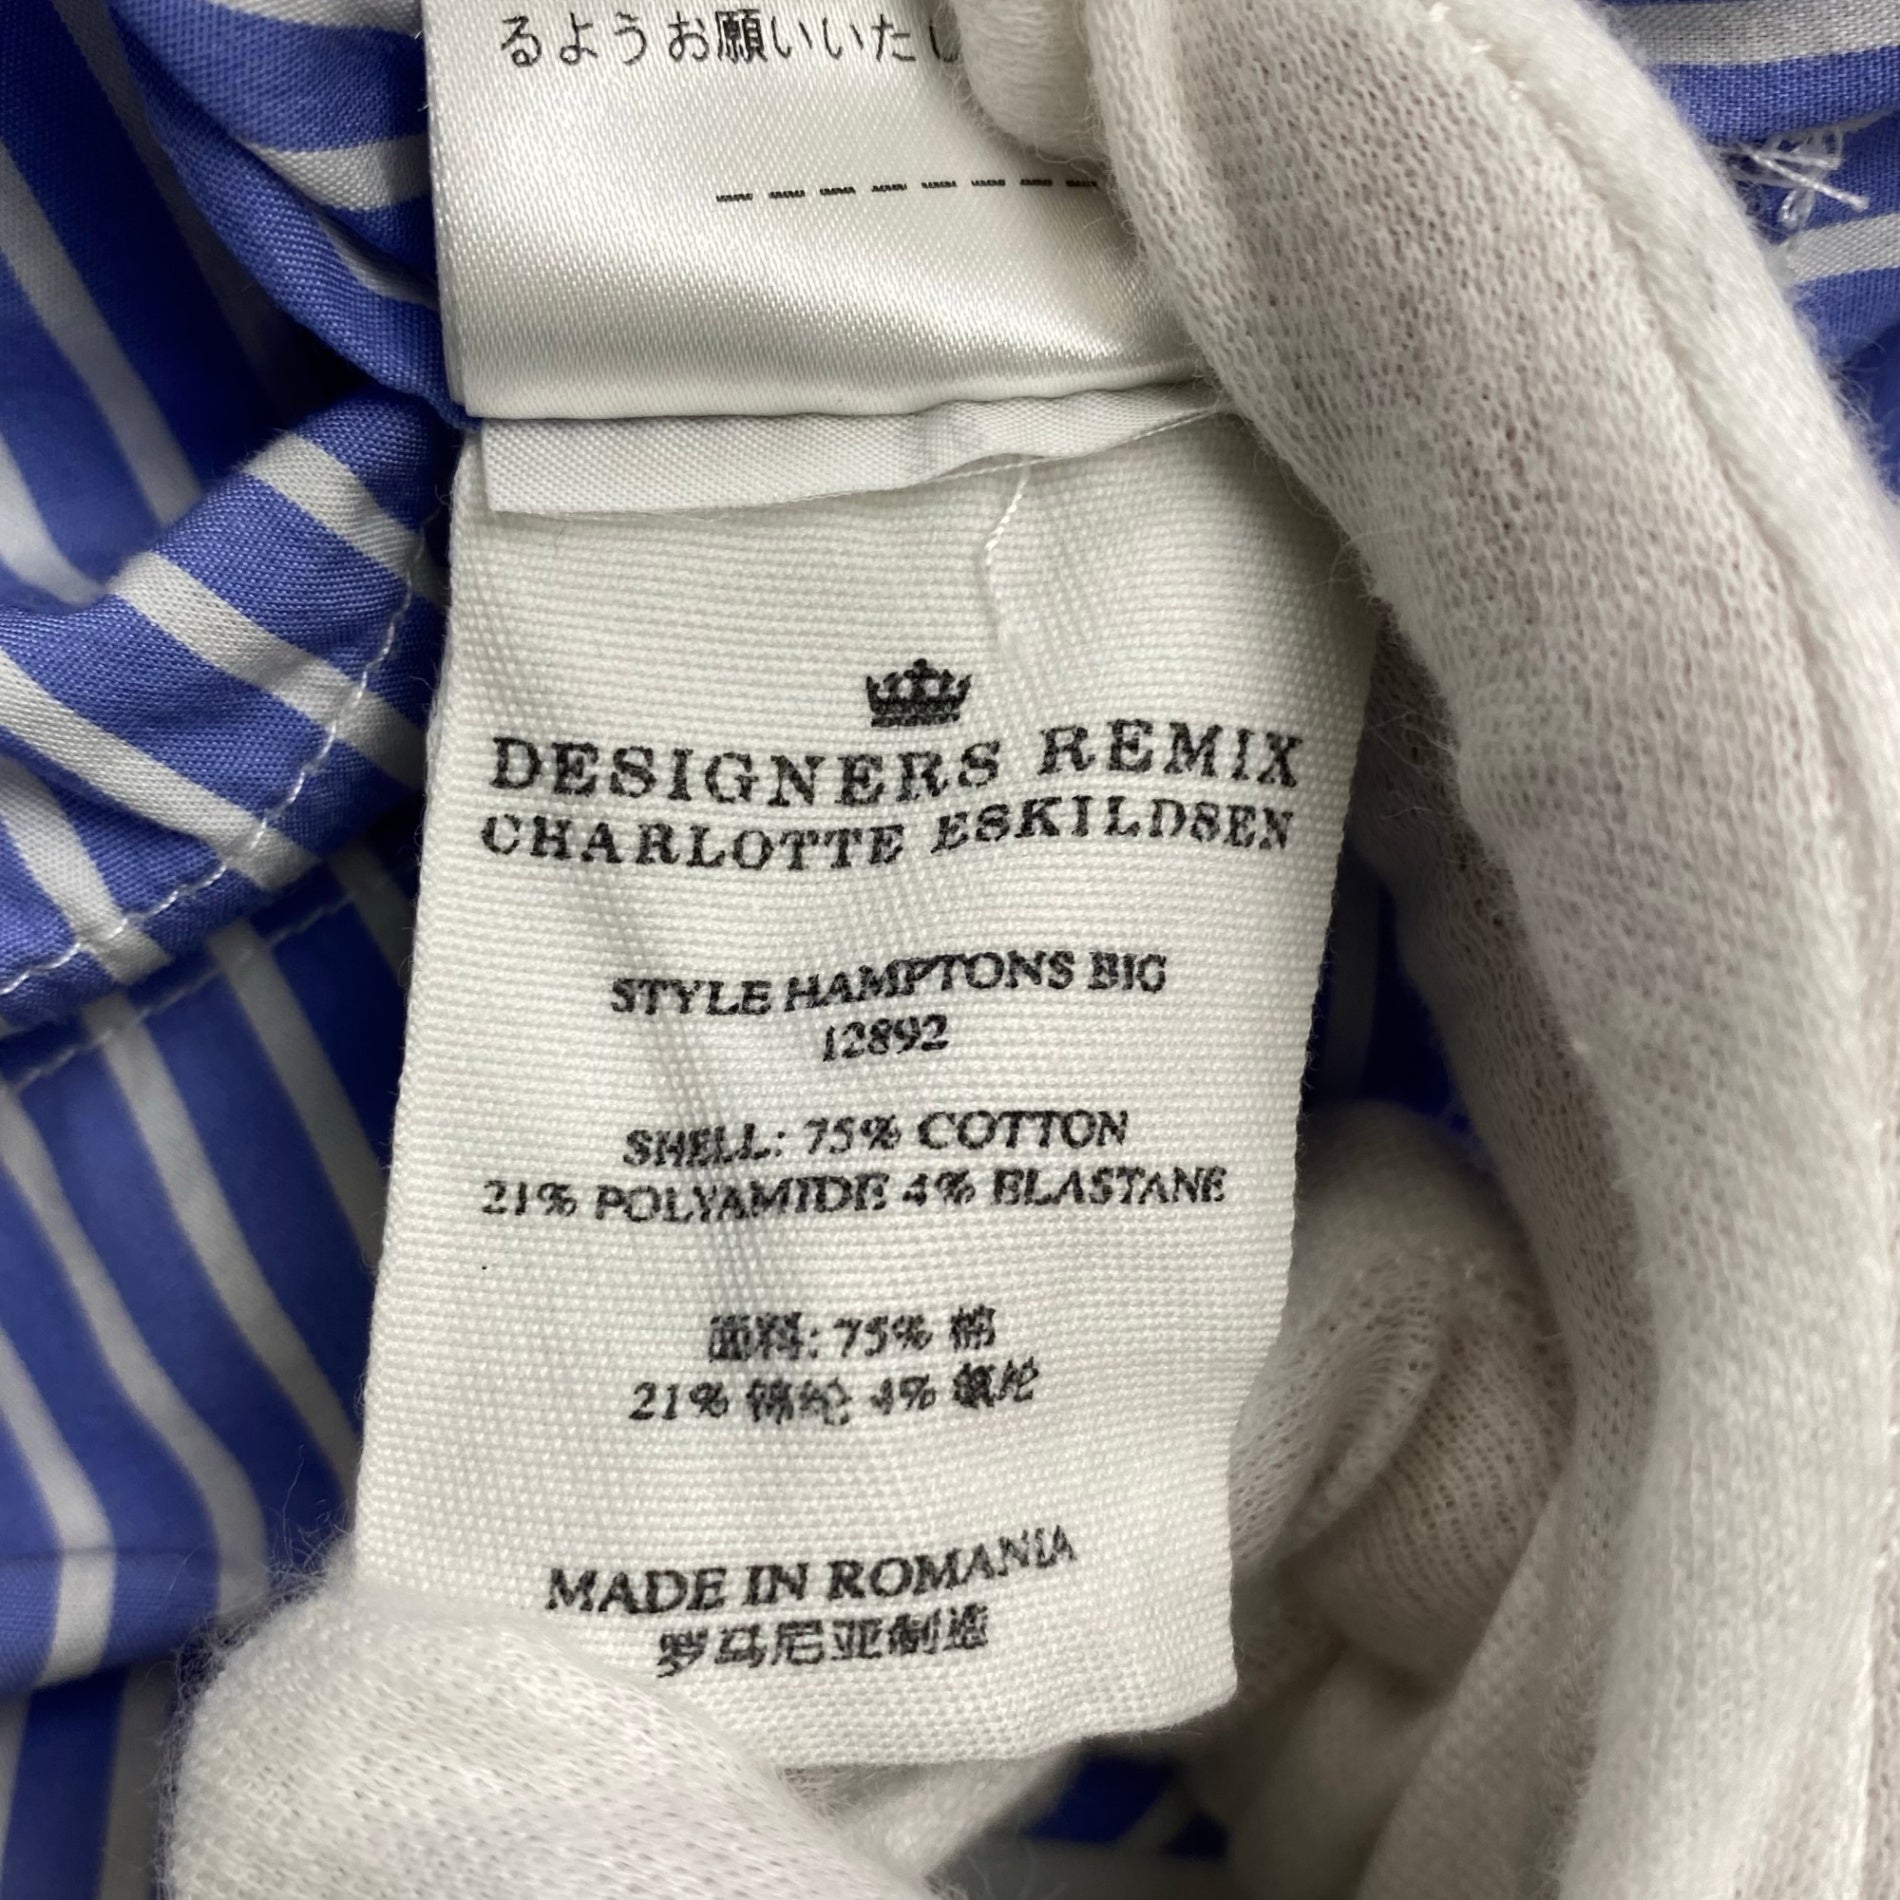 るようお願いいたし
DESIGNERS REMIX
CHARLOTTE ESKILDSEN
STYLE HAMPTONS BIG
12892
SHELL: 75% COTTON
21% POLYAMIDE 4% ELASTANE
面料: 75% 棉
21% 锦纶 4% 氨纶
MADE IN ROMANIA
罗马尼亚制造